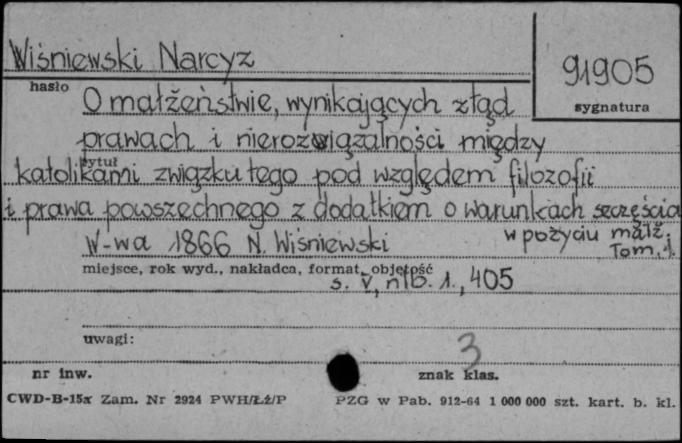 Wiśniewski Narcyz
hasło
91905
sygnatura
O małżeństwie, wynikających ztąd
prawach i nierozwiązalności między
tytuł
katolikami związku tego pod względem filozofii
i prawa powszechnego z dodatkiem o warunkach szczęścia
w pożyciu małż.
W-wa 1866 N. Wiśniewski
Tom. 1.
miejsce, rok wyd., nakładca, format, objętość
s. V, nlb. 1., 405
uwagi:
3
nr inw.
znak klas.
CWD-B-15a Zam. Nr 2924 PWH/Łż/P PZG w Pab. 912-64 1 000 000 szt. kart. b. kl.